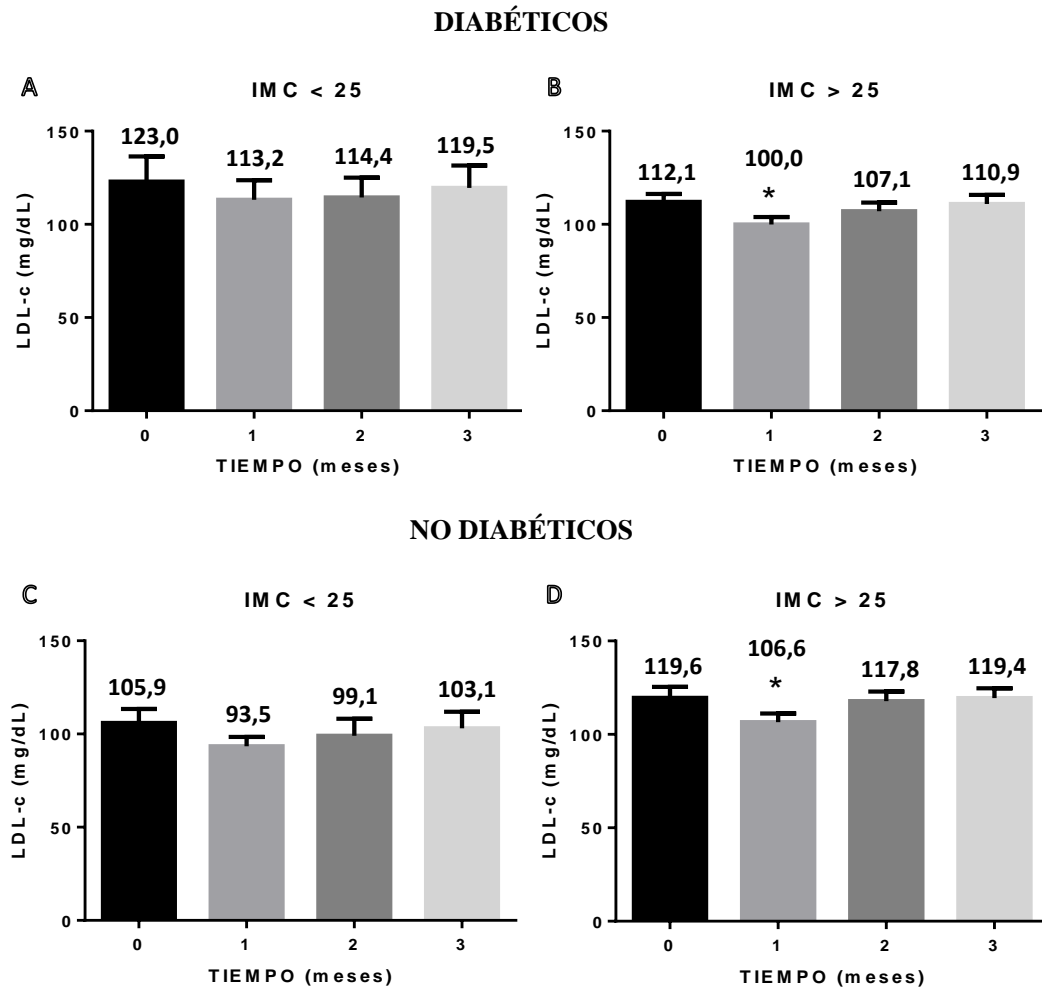 DIABÉTICOS
A
IMC < 25
LDL-c (mg/dL)
150
100
50
0
123,0
113,2
114,4
119,5
0 1 2 3
TIEMPO (meses)
B
IMC > 25
LDL-c (mg/dL)
150
100
50
0
112,1
100,0
*
107,1
110,9
0 1 2 3
TIEMPO (meses)
NO DIABÉTICOS
C
IMC < 25
LDL-c (mg/dL)
150
100
50
0
105,9
93,5
99,1
103,1
0 1 2 3
TIEMPO (meses)
D
IMC > 25
LDL-c (mg/dL)
150
100
50
0
119,6
106,6
*
117,8
119,4
0 1 2 3
TIEMPO (meses)